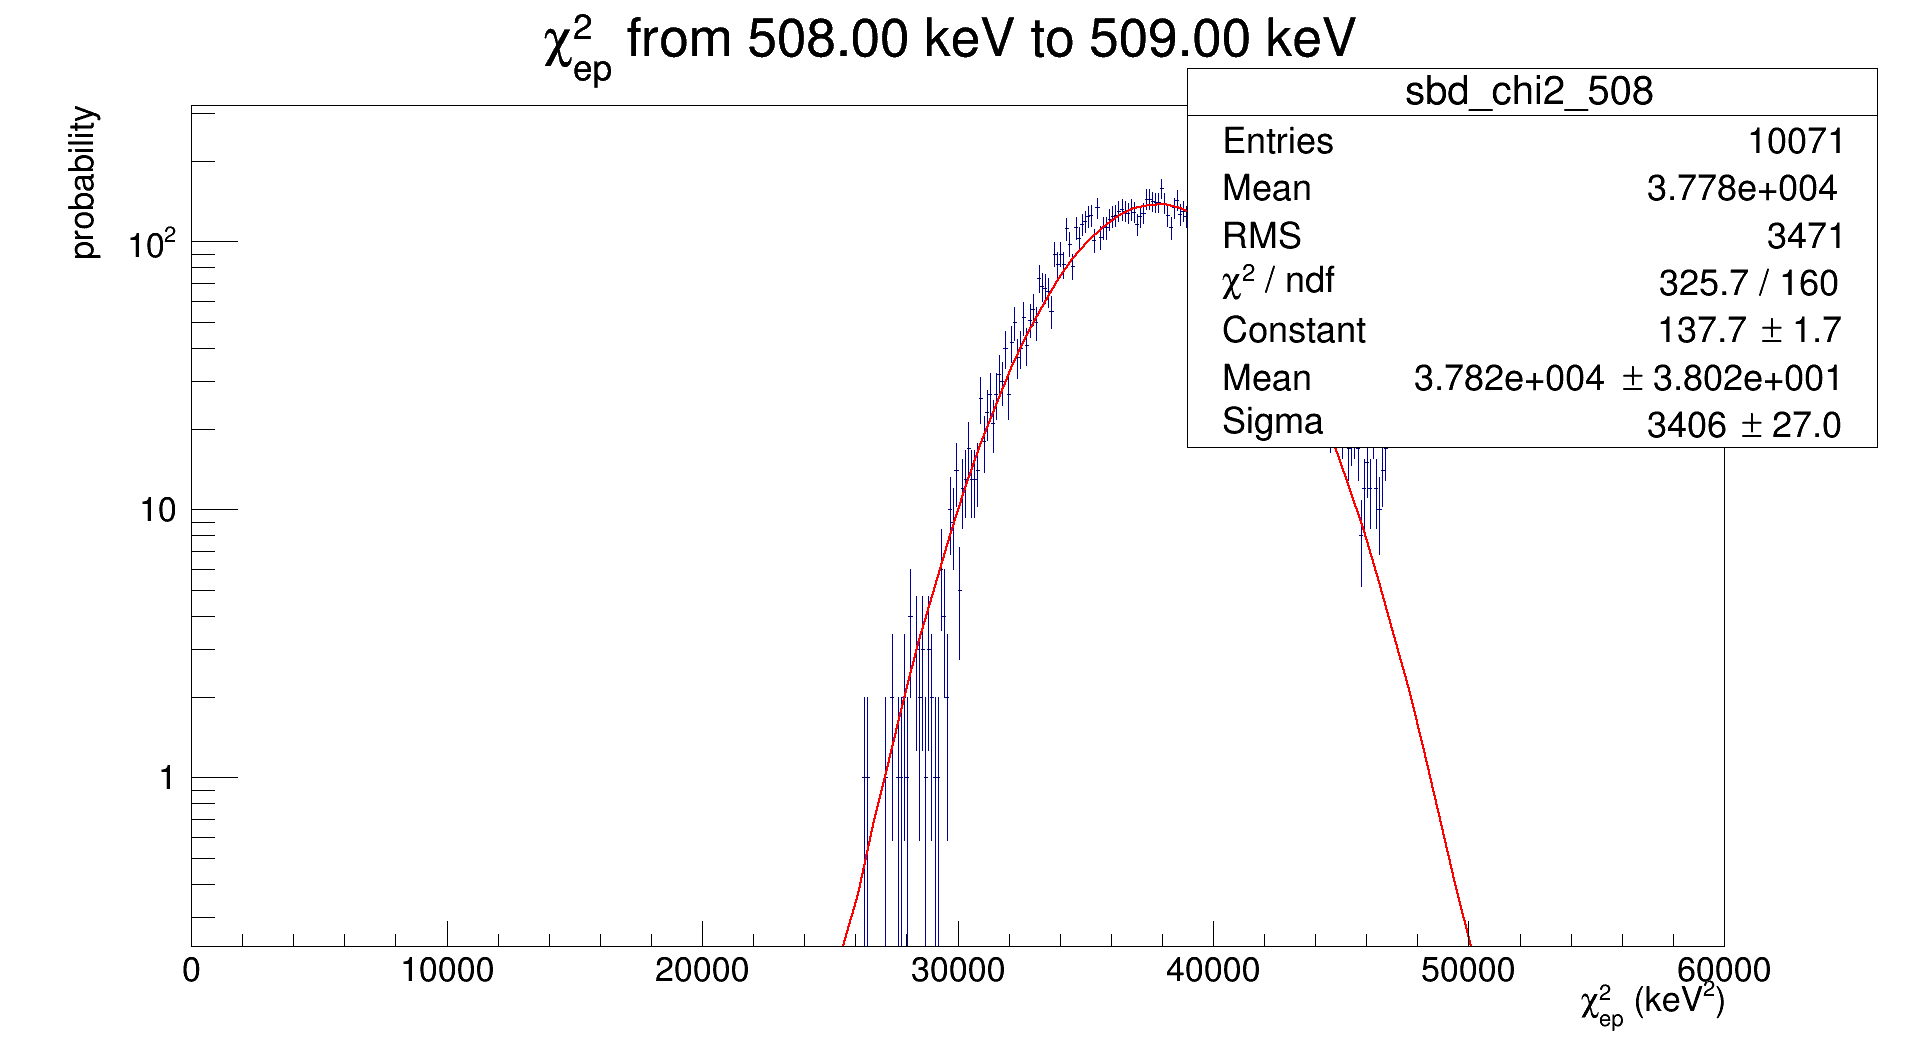 χ²ep from 508.00 keV to 509.00 keV
probability
sbd_chi2_508
Entries 10071
Mean 3.778e+004
RMS 3471
χ² / ndf 325.7 / 160
Constant 137.7 ± 1.7
Mean 3.782e+004 ± 3.802e+001
Sigma 3406 ± 27.0
10²
10
1
0 10000 20000 30000 40000 50000 60000
χ²ep (keV²)